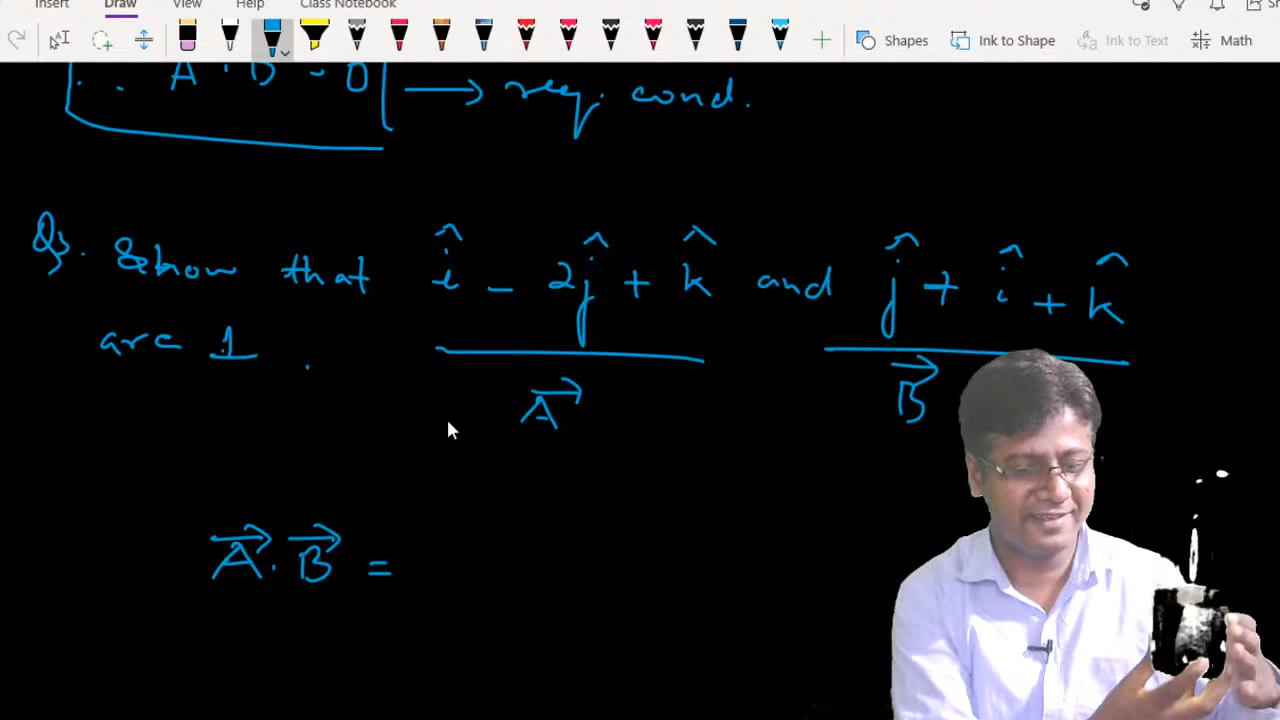 Insert Draw View Help Class Notebook
Shapes Ink to Shape Ink to Text Math
∴ A · B = 0 → req. cond.
Q. Show that î - 2ĵ + k̂ and ĵ + î + k̂
are ⊥.
A⃗ B⃗
A⃗ · B⃗ =